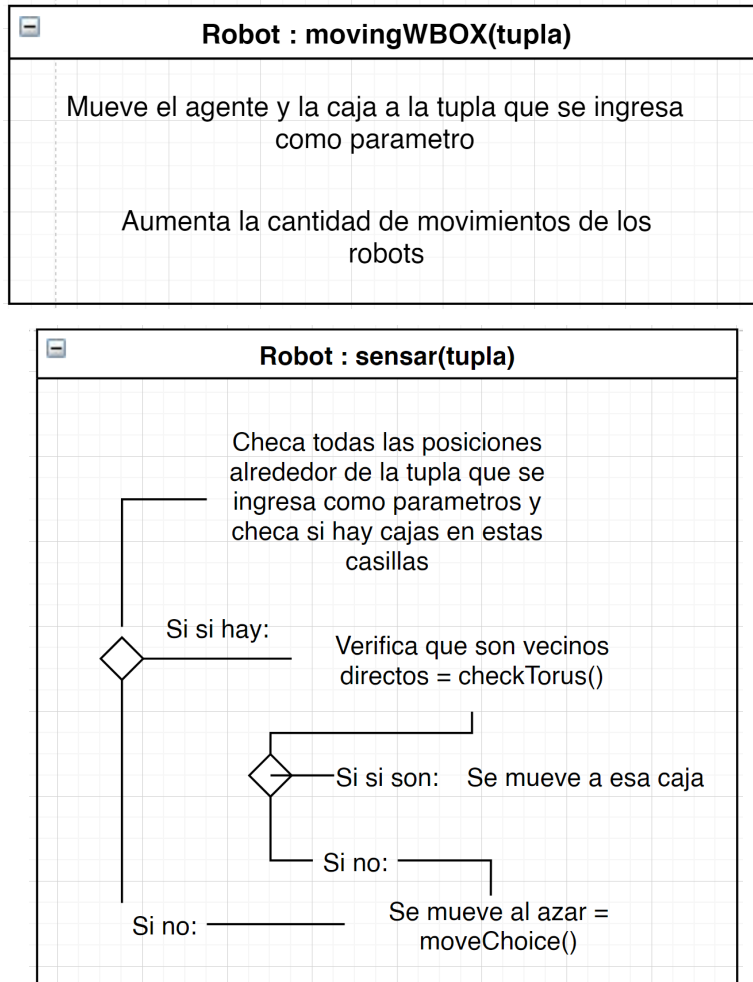 Robot : movingWBOX(tupla)
Mueve el agente y la caja a la tupla que se ingresa
como parametro
Aumenta la cantidad de movimientos de los
robots
Robot : sensar(tupla)
Checa todas las posiciones
alrededor de la tupla que se
ingresa como parametros y
checa si hay cajas en estas
casillas
Si si hay:
Verifica que son vecinos
directos = checkTorus()
Si si son:
Se mueve a esa caja
Si no:
Si no:
Se mueve al azar =
moveChoice()